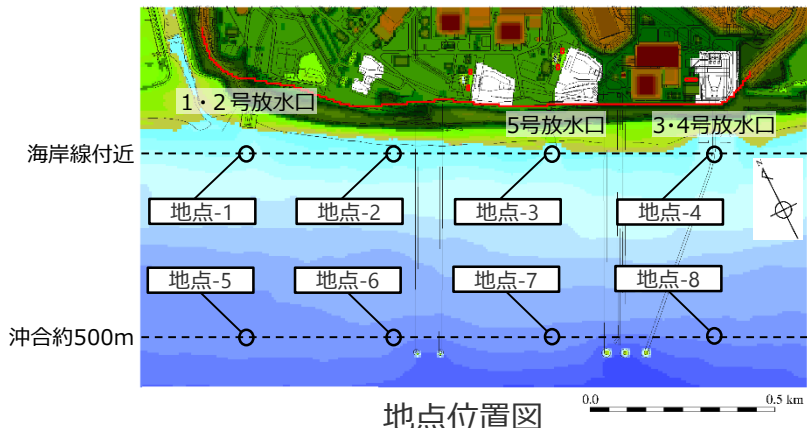 1・2号放水口
5号放水口
3・4号放水口
海岸線付近
地点-1
地点-2
地点-3
地点-4
N
地点-5
地点-6
地点-7
地点-8
沖合約500m
地点位置図
0.0
0.5 km